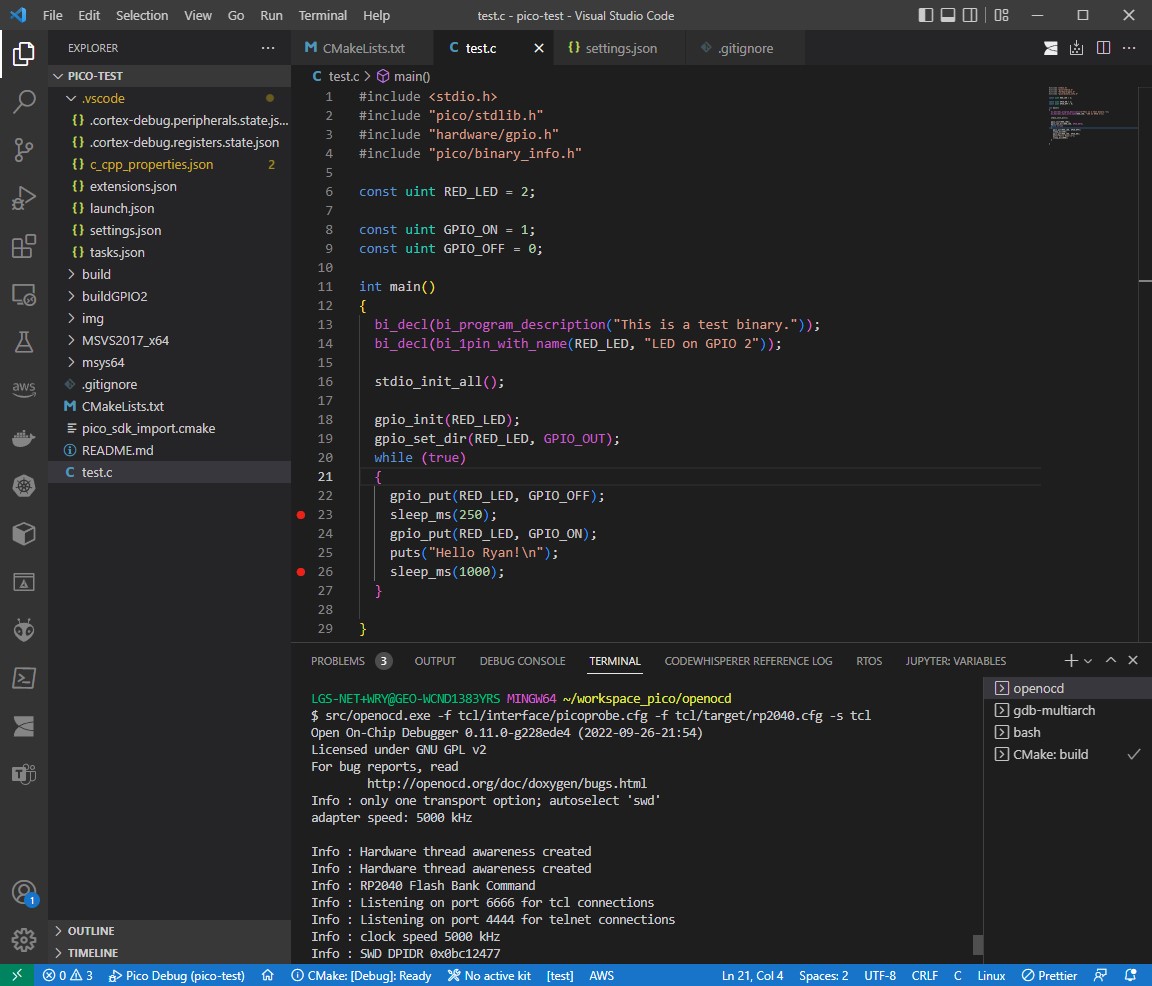 File Edit Selection View Go Run Terminal Help test.c - pico-test - Visual Studio Code
EXPLORER
PICO-TEST
.vscode
{} .cortex-debug.peripherals.state.js...
{} .cortex-debug.registers.state.json
{} c_cpp_properties.json 2
{} extensions.json
{} launch.json
{} settings.json
{} tasks.json
build
buildGPIO2
img
MSVS2017_x64
msys64
.gitignore
M CMakeLists.txt
pico_sdk_import.cmake
README.md
C test.c
OUTLINE
TIMELINE
aws
1
M CMakeLists.txt C test.c {} settings.json .gitignore
C test.c > main()
1 #include <stdio.h>
2 #include "pico/stdlib.h"
3 #include "hardware/gpio.h"
4 #include "pico/binary_info.h"
5
6 const uint RED_LED = 2;
7
8 const uint GPIO_ON = 1;
9 const uint GPIO_OFF = 0;
10
11 int main()
12 {
13 bi_decl(bi_program_description("This is a test binary."));
14 bi_decl(bi_1pin_with_name(RED_LED, "LED on GPIO 2"));
15
16 stdio_init_all();
17
18 gpio_init(RED_LED);
19 gpio_set_dir(RED_LED, GPIO_OUT);
20 while (true)
21 {
22 gpio_put(RED_LED, GPIO_OFF);
23 sleep_ms(250);
24 gpio_put(RED_LED, GPIO_ON);
25 puts("Hello Ryan!\n");
26 sleep_ms(1000);
27 }
28
29 }
PROBLEMS 3 OUTPUT DEBUG CONSOLE TERMINAL CODEWHISPERER REFERENCE LOG RTOS JUPYTER: VARIABLES
LGS-NET+WRY@GEO-WCND1383YRS MINGW64 ~/workspace_pico/openocd
$ src/openocd.exe -f tcl/interface/picoprobe.cfg -f tcl/target/rp2040.cfg -s tcl
Open On-Chip Debugger 0.11.0-g228ede4 (2022-09-26-21:54)
Licensed under GNU GPL v2
For bug reports, read
http://openocd.org/doc/doxygen/bugs.html
Info : only one transport option; autoselect 'swd'
adapter speed: 5000 kHz
Info : Hardware thread awareness created
Info : Hardware thread awareness created
Info : RP2040 Flash Bank Command
Info : Listening on port 6666 for tcl connections
Info : Listening on port 4444 for telnet connections
Info : clock speed 5000 kHz
Info : SWD DPIDR 0x0bc12477
openocd
gdb-multiarch
bash
CMake: build
0 3 Pico Debug (pico-test) CMake: [Debug]: Ready No active kit [test] AWS Ln 21, Col 4 Spaces: 2 UTF-8 CRLF C Linux Prettier